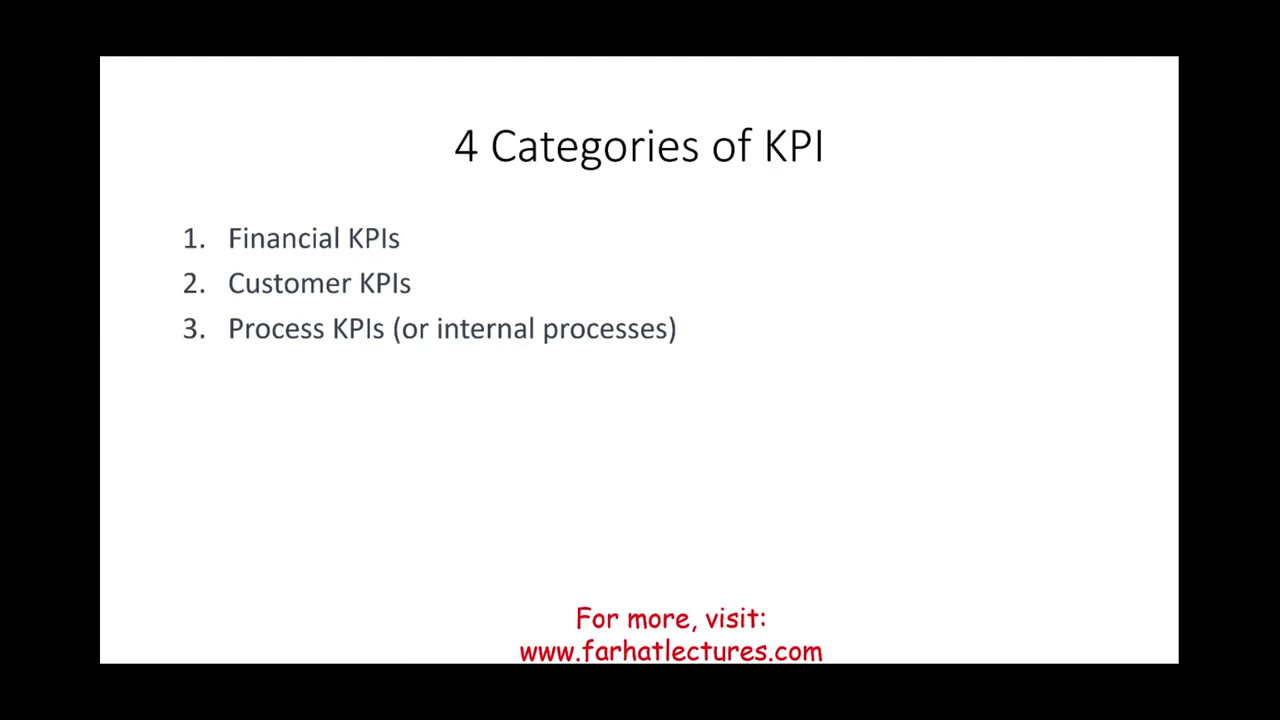 4 Categories of KPI
1. Financial KPIs
2. Customer KPIs
3. Process KPIs (or internal processes)
For more, visit:
www.farhatlectures.com